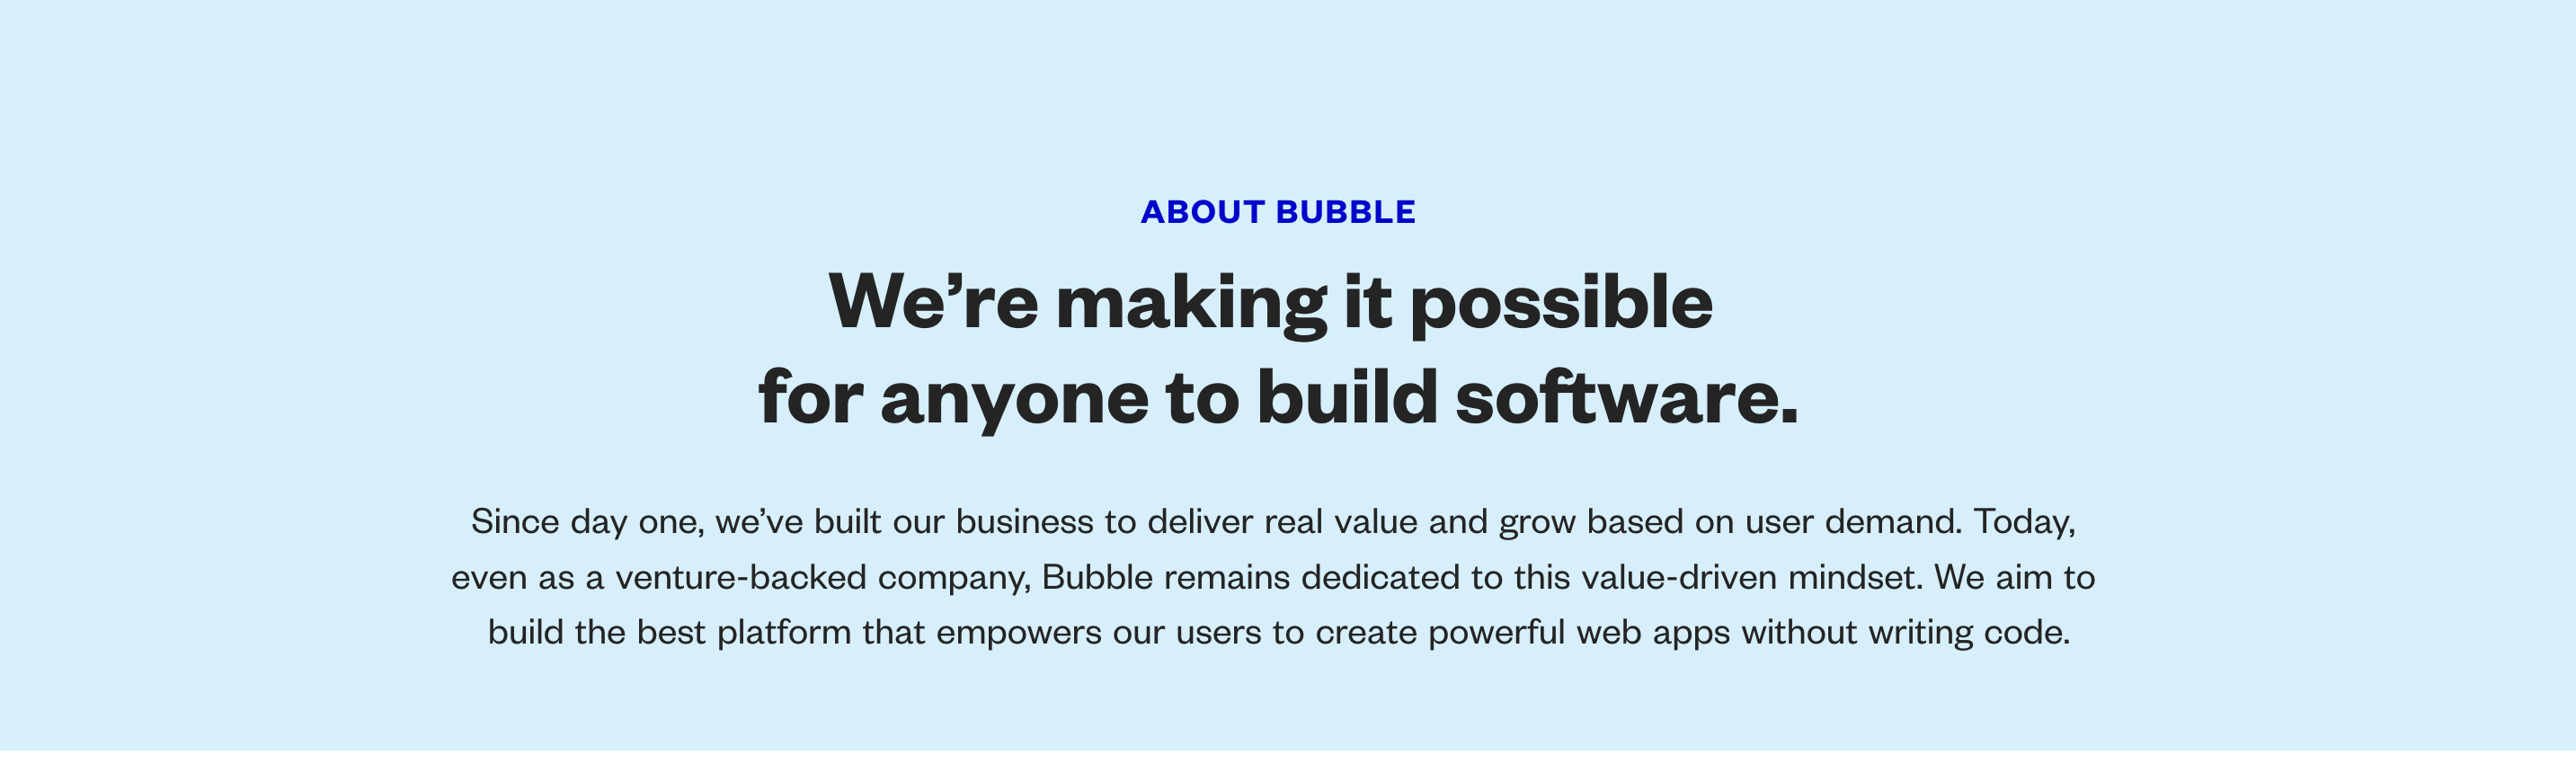 ABOUT BUBBLE
We’re making it possible
for anyone to build software.
Since day one, we’ve built our business to deliver real value and grow based on user demand. Today,
even as a venture-backed company, Bubble remains dedicated to this value-driven mindset. We aim to
build the best platform that empowers our users to create powerful web apps without writing code.